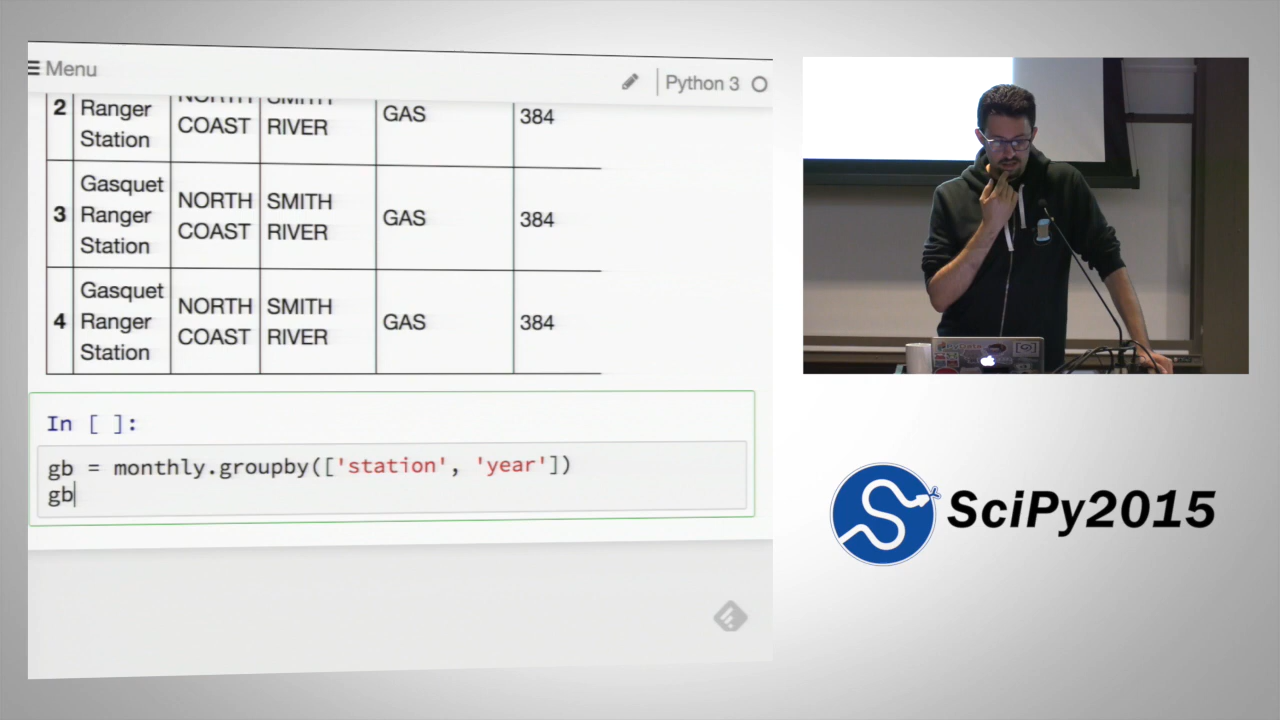 Menu
Python 3
2 Ranger Station NORTH COAST SMITH RIVER GAS 384
3 Gasquet Ranger Station NORTH COAST SMITH RIVER GAS 384
4 Gasquet Ranger Station NORTH COAST SMITH RIVER GAS 384
In [ ]:
gb = monthly.groupby(['station', 'year'])
gb
SciPy2015